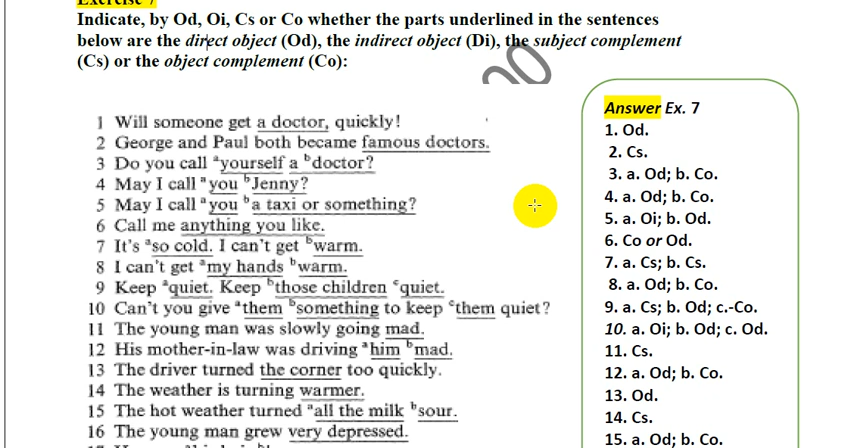 Exercise 7
Indicate, by Od, Oi, Cs or Co whether the parts underlined in the sentences
below are the direct object (Od), the indirect object (Di), the subject complement
(Cs) or the object complement (Co):
1 Will someone get a doctor, quickly!
2 George and Paul both became famous doctors.
3 Do you call ᵃyourself a ᵇdoctor?
4 May I call ᵃyou ᵇJenny?
5 May I call ᵃyou ᵇa taxi or something?
6 Call me anything you like.
7 It's ᵃso cold. I can't get ᵇwarm.
8 I can't get ᵃmy hands ᵇwarm.
9 Keep ᵃquiet. Keep ᵇthose children ᶜquiet.
10 Can't you give ᵃthem ᵇsomething to keep ᶜthem quiet?
11 The young man was slowly going mad.
12 His mother-in-law was driving ᵃhim ᵇmad.
13 The driver turned the corner too quickly.
14 The weather is turning warmer.
15 The hot weather turned ᵃall the milk ᵇsour.
16 The young man grew very depressed.
Answer Ex. 7
1. Od.
2. Cs.
3. a. Od; b. Co.
4. a. Od; b. Co.
5. a. Oi; b. Od.
6. Co or Od.
7. a. Cs; b. Cs.
8. a. Od; b. Co.
9. a. Cs; b. Od; c.-Co.
10. a. Oi; b. Od; c. Od.
11. Cs.
12. a. Od; b. Co.
13. Od.
14. Cs.
15. a. Od; b. Co.